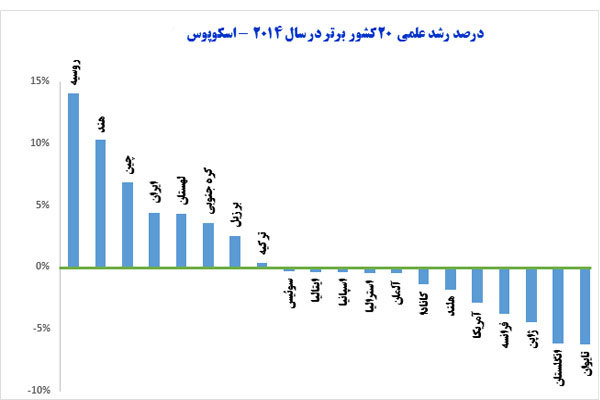 درصد رشد علمی ۲۰ کشور برتر در سال ۲۰۱۴ – اسکوپوس
15%
10%
5%
0%
-5%
-10%
روسیه
هند
چین
ایران
لهستان
کره جنوبی
برزیل
ترکیه
سوئیس
ایتالیا
اسپانیا
استرالیا
آلمان
کانادا
هلند
آمریکا
فرانسه
ژاپن
انگلستان
تایوان